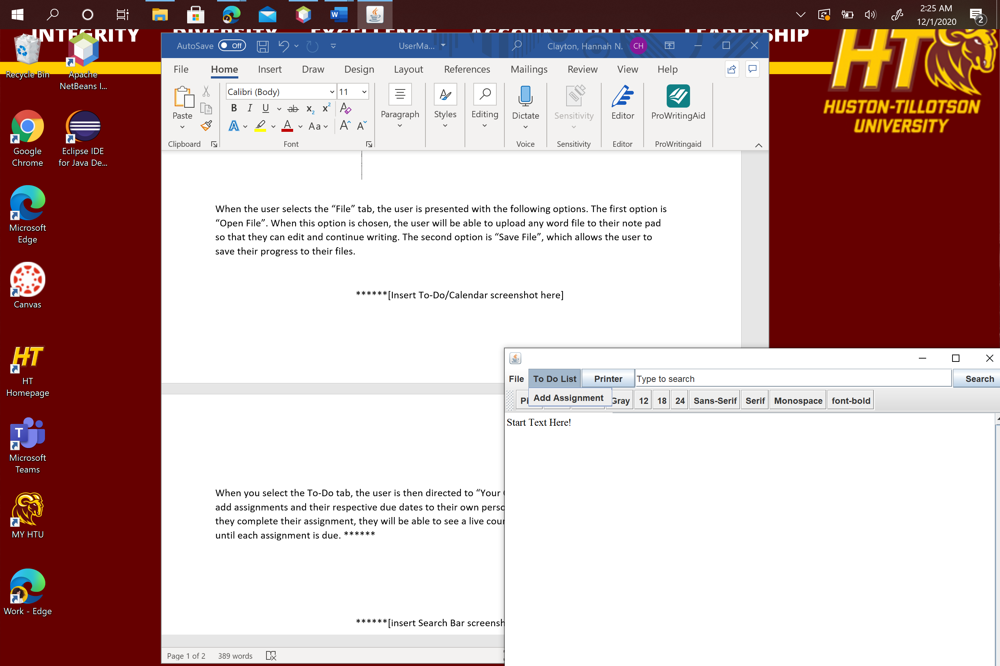 2:25 AM
12/1/2020
2
INTEGRITY DIVERSITY EXCELLENCE ACCOUNTABILITY LEADERSHIP
HT
HUSTON-TILLOTSON
UNIVERSITY
Recycle Bin
Apache
NetBeans I...
Google
Chrome
Eclipse IDE
for Java De...
Microsoft
Edge
Canvas
HT
HT
Homepage
T
Microsoft
Teams
MY HTU
Work - Edge
AutoSave Off UserMa... Clayton, Hannah N. CH
File Home Insert Draw Design Layout References Mailings Review View Help
Calibri (Body) 11
Paste
B I U ab x2 x2 A
A A Aa A A
Paragraph Styles Editing Dictate Sensitivity Editor ProWritingAid
Clipboard Font Voice Sensitivity Editor ProWritingaid
When the user selects the “File” tab, the user is presented with the following options. The first option is
“Open File”. When this option is chosen, the user will be able to upload any word file to their note pad
so that they can edit and continue writing. The second option is “Save File”, which allows the user to
save their progress to their files.
******[Insert To-Do/Calendar screenshot here]
When you select the To-Do tab, the user is then directed to “Your
add assignments and their respective due dates to their own
they complete their assignment, they will be able to see a live
until each assignment is due. ******
******[insert Search Bar
Page 1 of 2 389 words
File To Do List Printer Type to search Search
Add Assignment
Gray 12 18 24 Sans-Serif Serif Monospace font-bold
Start Text Here!